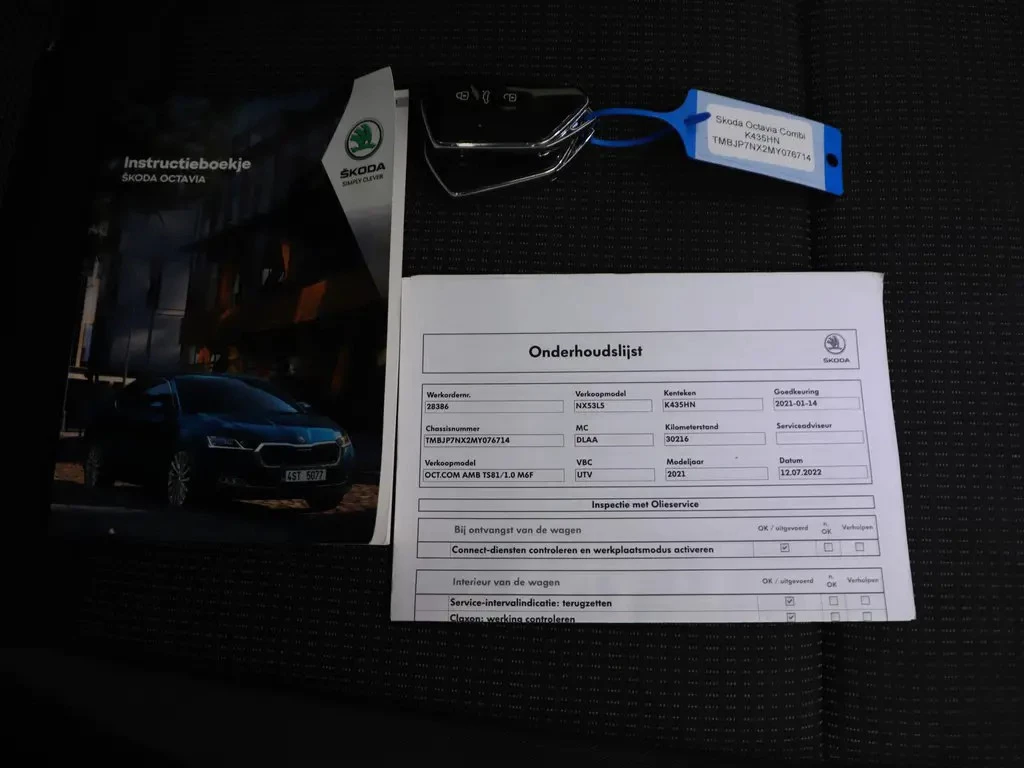 Instructieboekje
ŠKODA OCTAVIA
ŠKODA
SIMPLY CLEVER
4S1 5077
Skoda Octavia Combi
K435HN
TMBJP7NX2MY076714
Onderhoudslijst
ŠKODA
Werkordernr. Verkoopmodel Kenteken Goedkeuring
28386 NX53L5 K435HN 2021-01-14
Chassisnummer MC Kilometerstand Serviceadviseur
TMBJP7NX2MY076714 DLAA 30216
Verkoopmodel VBC Modeljaar Datum
OCT.COM AMB TS81/1.0 M6F UTV 2021 12.07.2022
Inspectie met Olieservice
Bij ontvangst van de wagen OK / uitgevoerd n. OK Verholpen
Connect-diensten controleren en werkplaatsmodus activeren
Interieur van de wagen OK / uitgevoerd n. OK Verholpen
Service-intervalindicatie: terugzetten
Claxon: werking controleren